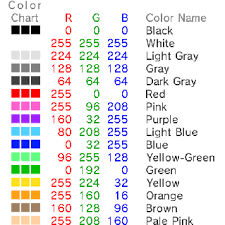 Color
Chart R G B Color Name
0 0 0 Black
255 255 255 White
224 224 224 Light Gray
128 128 128 Gray
64 64 64 Dark Gray
255 0 0 Red
255 96 208 Pink
160 32 255 Purple
80 208 255 Light Blue
0 32 255 Blue
96 255 128 Yellow-Green
0 192 0 Green
255 224 32 Yellow
255 160 16 Orange
160 128 96 Brown
255 208 160 Pale Pink